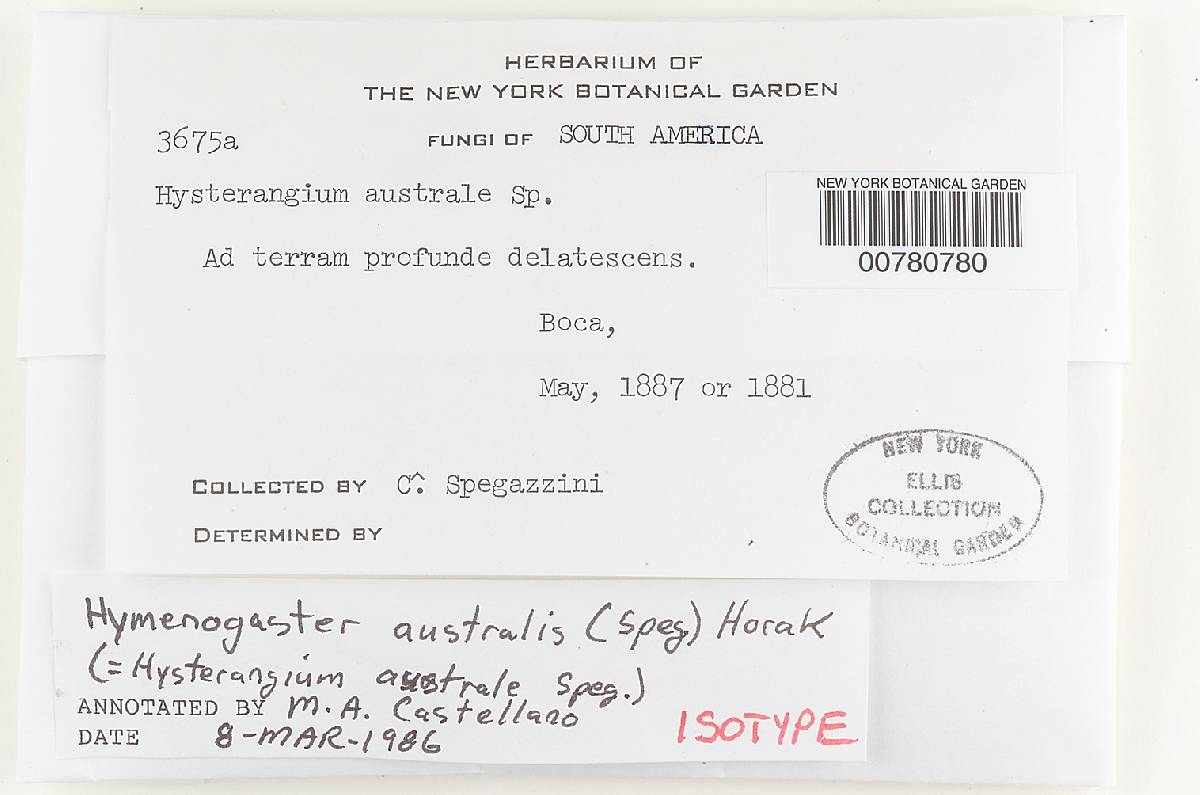 HERBARIUM OF
THE NEW YORK BOTANICAL GARDEN
3675a FUNGI OF SOUTH AMERICA
Hysterangium australe Sp.
NEW YORK BOTANICAL GARDEN
00780780
Ad terram profunde delatescens.
Boca,
May, 1887 or 1881
COLLECTED BY C^. Spegazzini
DETERMINED BY
NEW YORK
ELLIS
COLLECTION
BOTANICAL GARDEN
Hymenogaster australis (Speg) Horak
(= Hysterangium australe Speg.)
ANNOTATED BY M. A. Castellano
DATE 8-MAR-1986
ISOTYPE